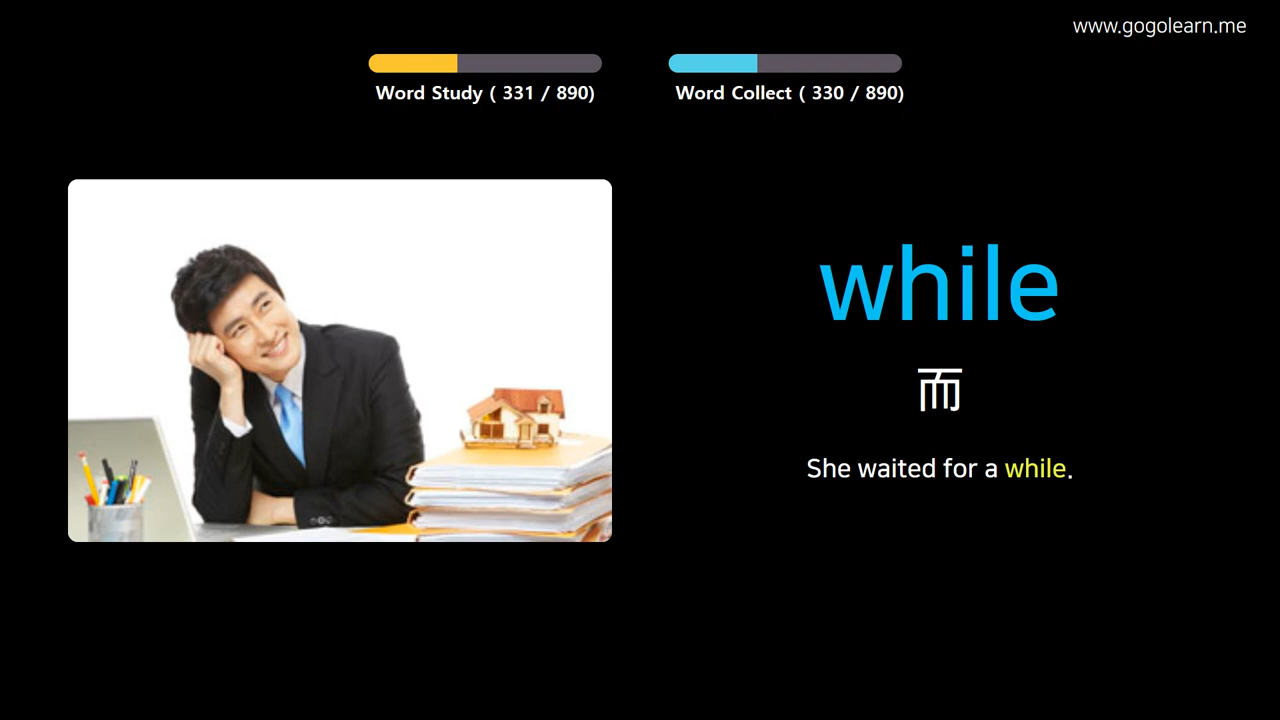 www.gogolearn.me
Word Study ( 331 / 890)
Word Collect ( 330 / 890)
while
而
She waited for a while.